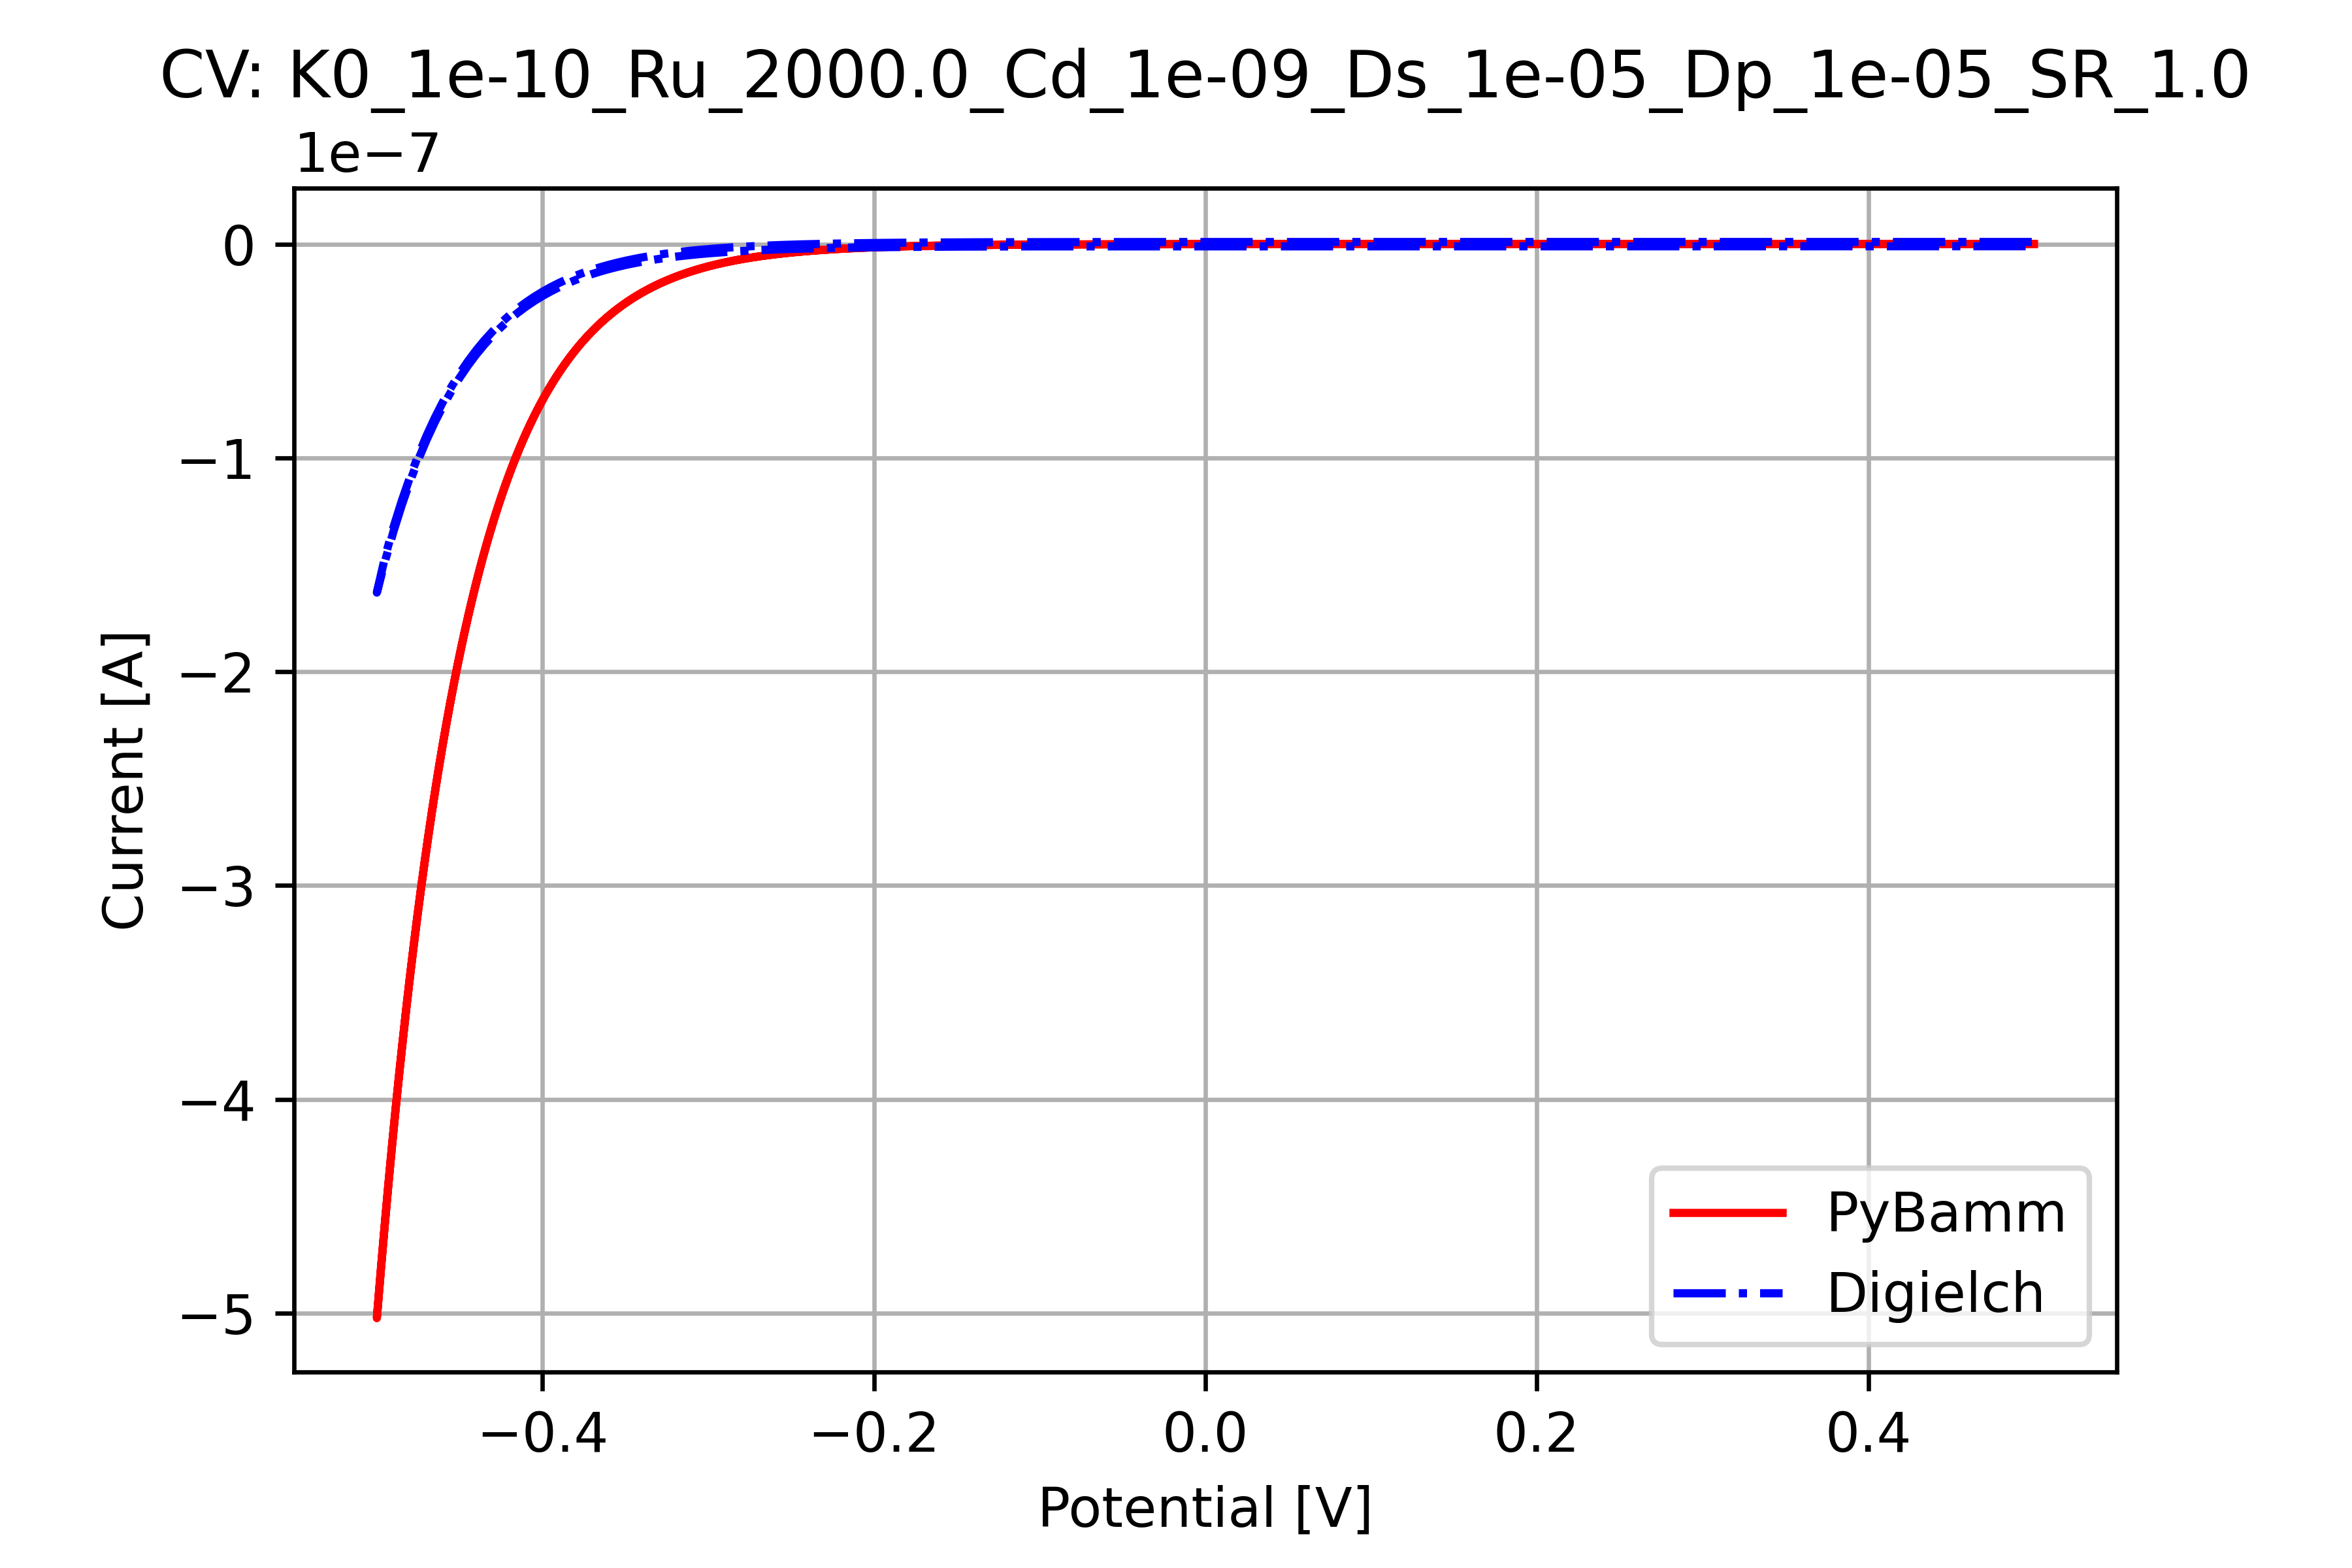 CV: K0_1e-10_Ru_2000.0_Cd_1e-09_Ds_1e-05_Dp_1e-05_SR_1.0
1e−7
0
−1
−2
−3
−4
−5
Current [A]
−0.4 −0.2 0.0 0.2 0.4
Potential [V]
PyBamm
Digielch